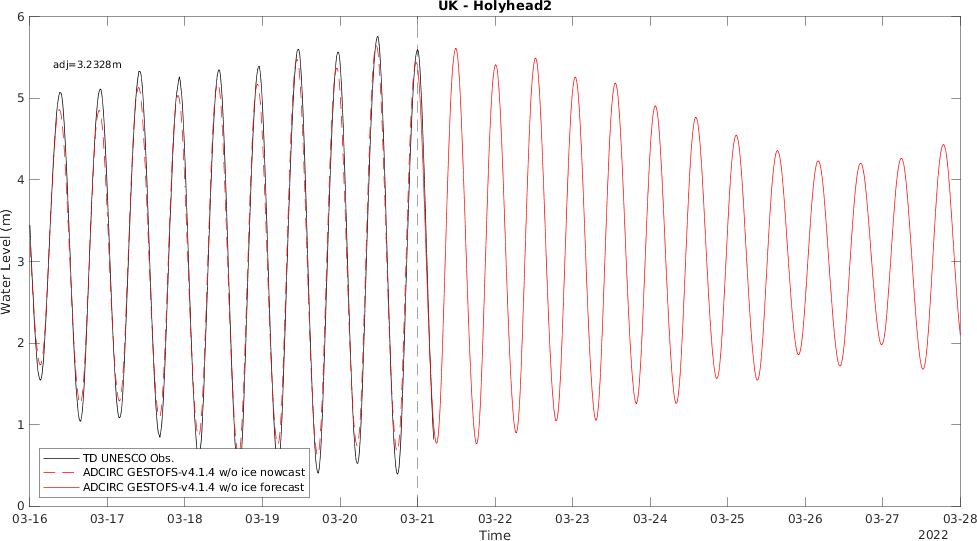 UK - Holyhead2
adj=3.2328m
Water Level (m)
6
5
4
3
2
1
0
TD UNESCO Obs.
ADCIRC GESTOFS-v4.1.4 w/o ice nowcast
ADCIRC GESTOFS-v4.1.4 w/o ice forecast
03-16 03-17 03-18 03-19 03-20 03-21 03-22 03-23 03-24 03-25 03-26 03-27 03-28
Time
2022